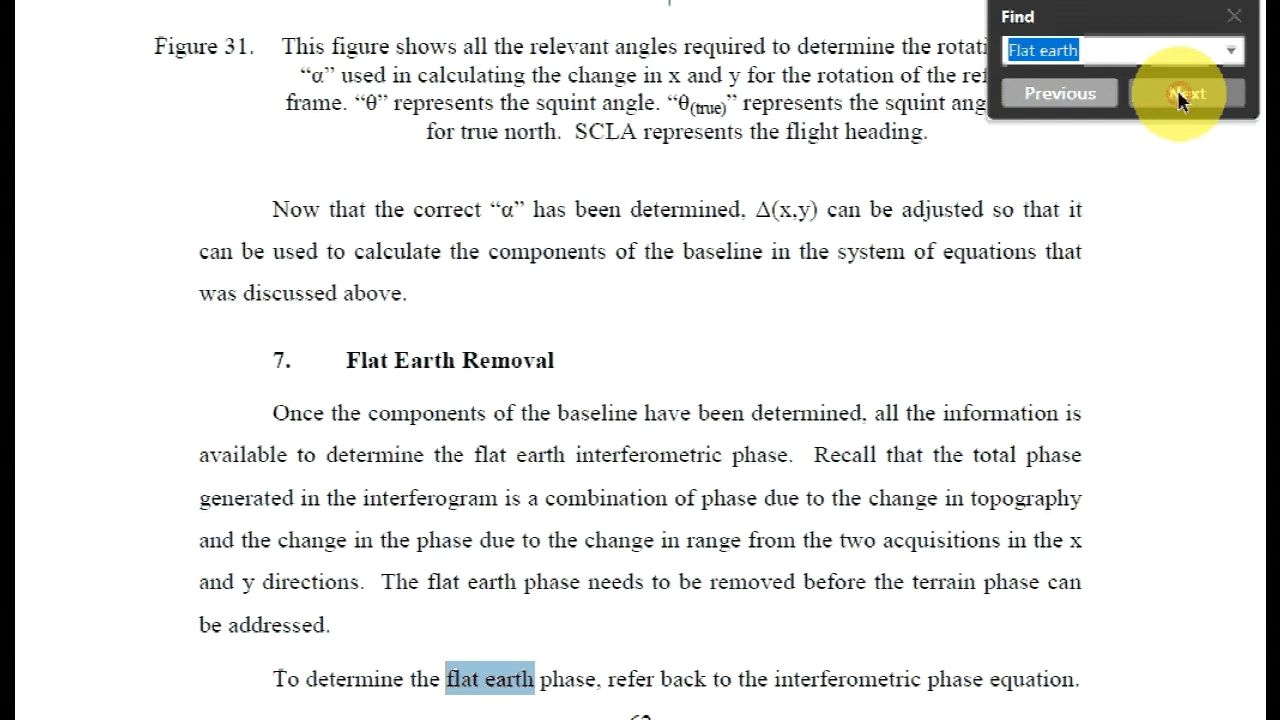 Find
Flat earth
Previous
Next
Figure 31. This figure shows all the relevant angles required to determine the
“α” used in calculating the change in x and y for the rotation of the
frame. “θ” represents the squint angle. “θ(true)” represents the squint
for true north. SCLA represents the flight heading.
Now that the correct “α” has been determined, Δ(x,y) can be adjusted so that it
can be used to calculate the components of the baseline in the system of equations that
was discussed above.
7. Flat Earth Removal
Once the components of the baseline have been determined, all the information is
available to determine the flat earth interferometric phase. Recall that the total phase
generated in the interferogram is a combination of phase due to the change in topography
and the change in the phase due to the change in range from the two acquisitions in the x
and y directions. The flat earth phase needs to be removed before the terrain phase can
be addressed.
To determine the flat earth phase, refer back to the interferometric phase equation.